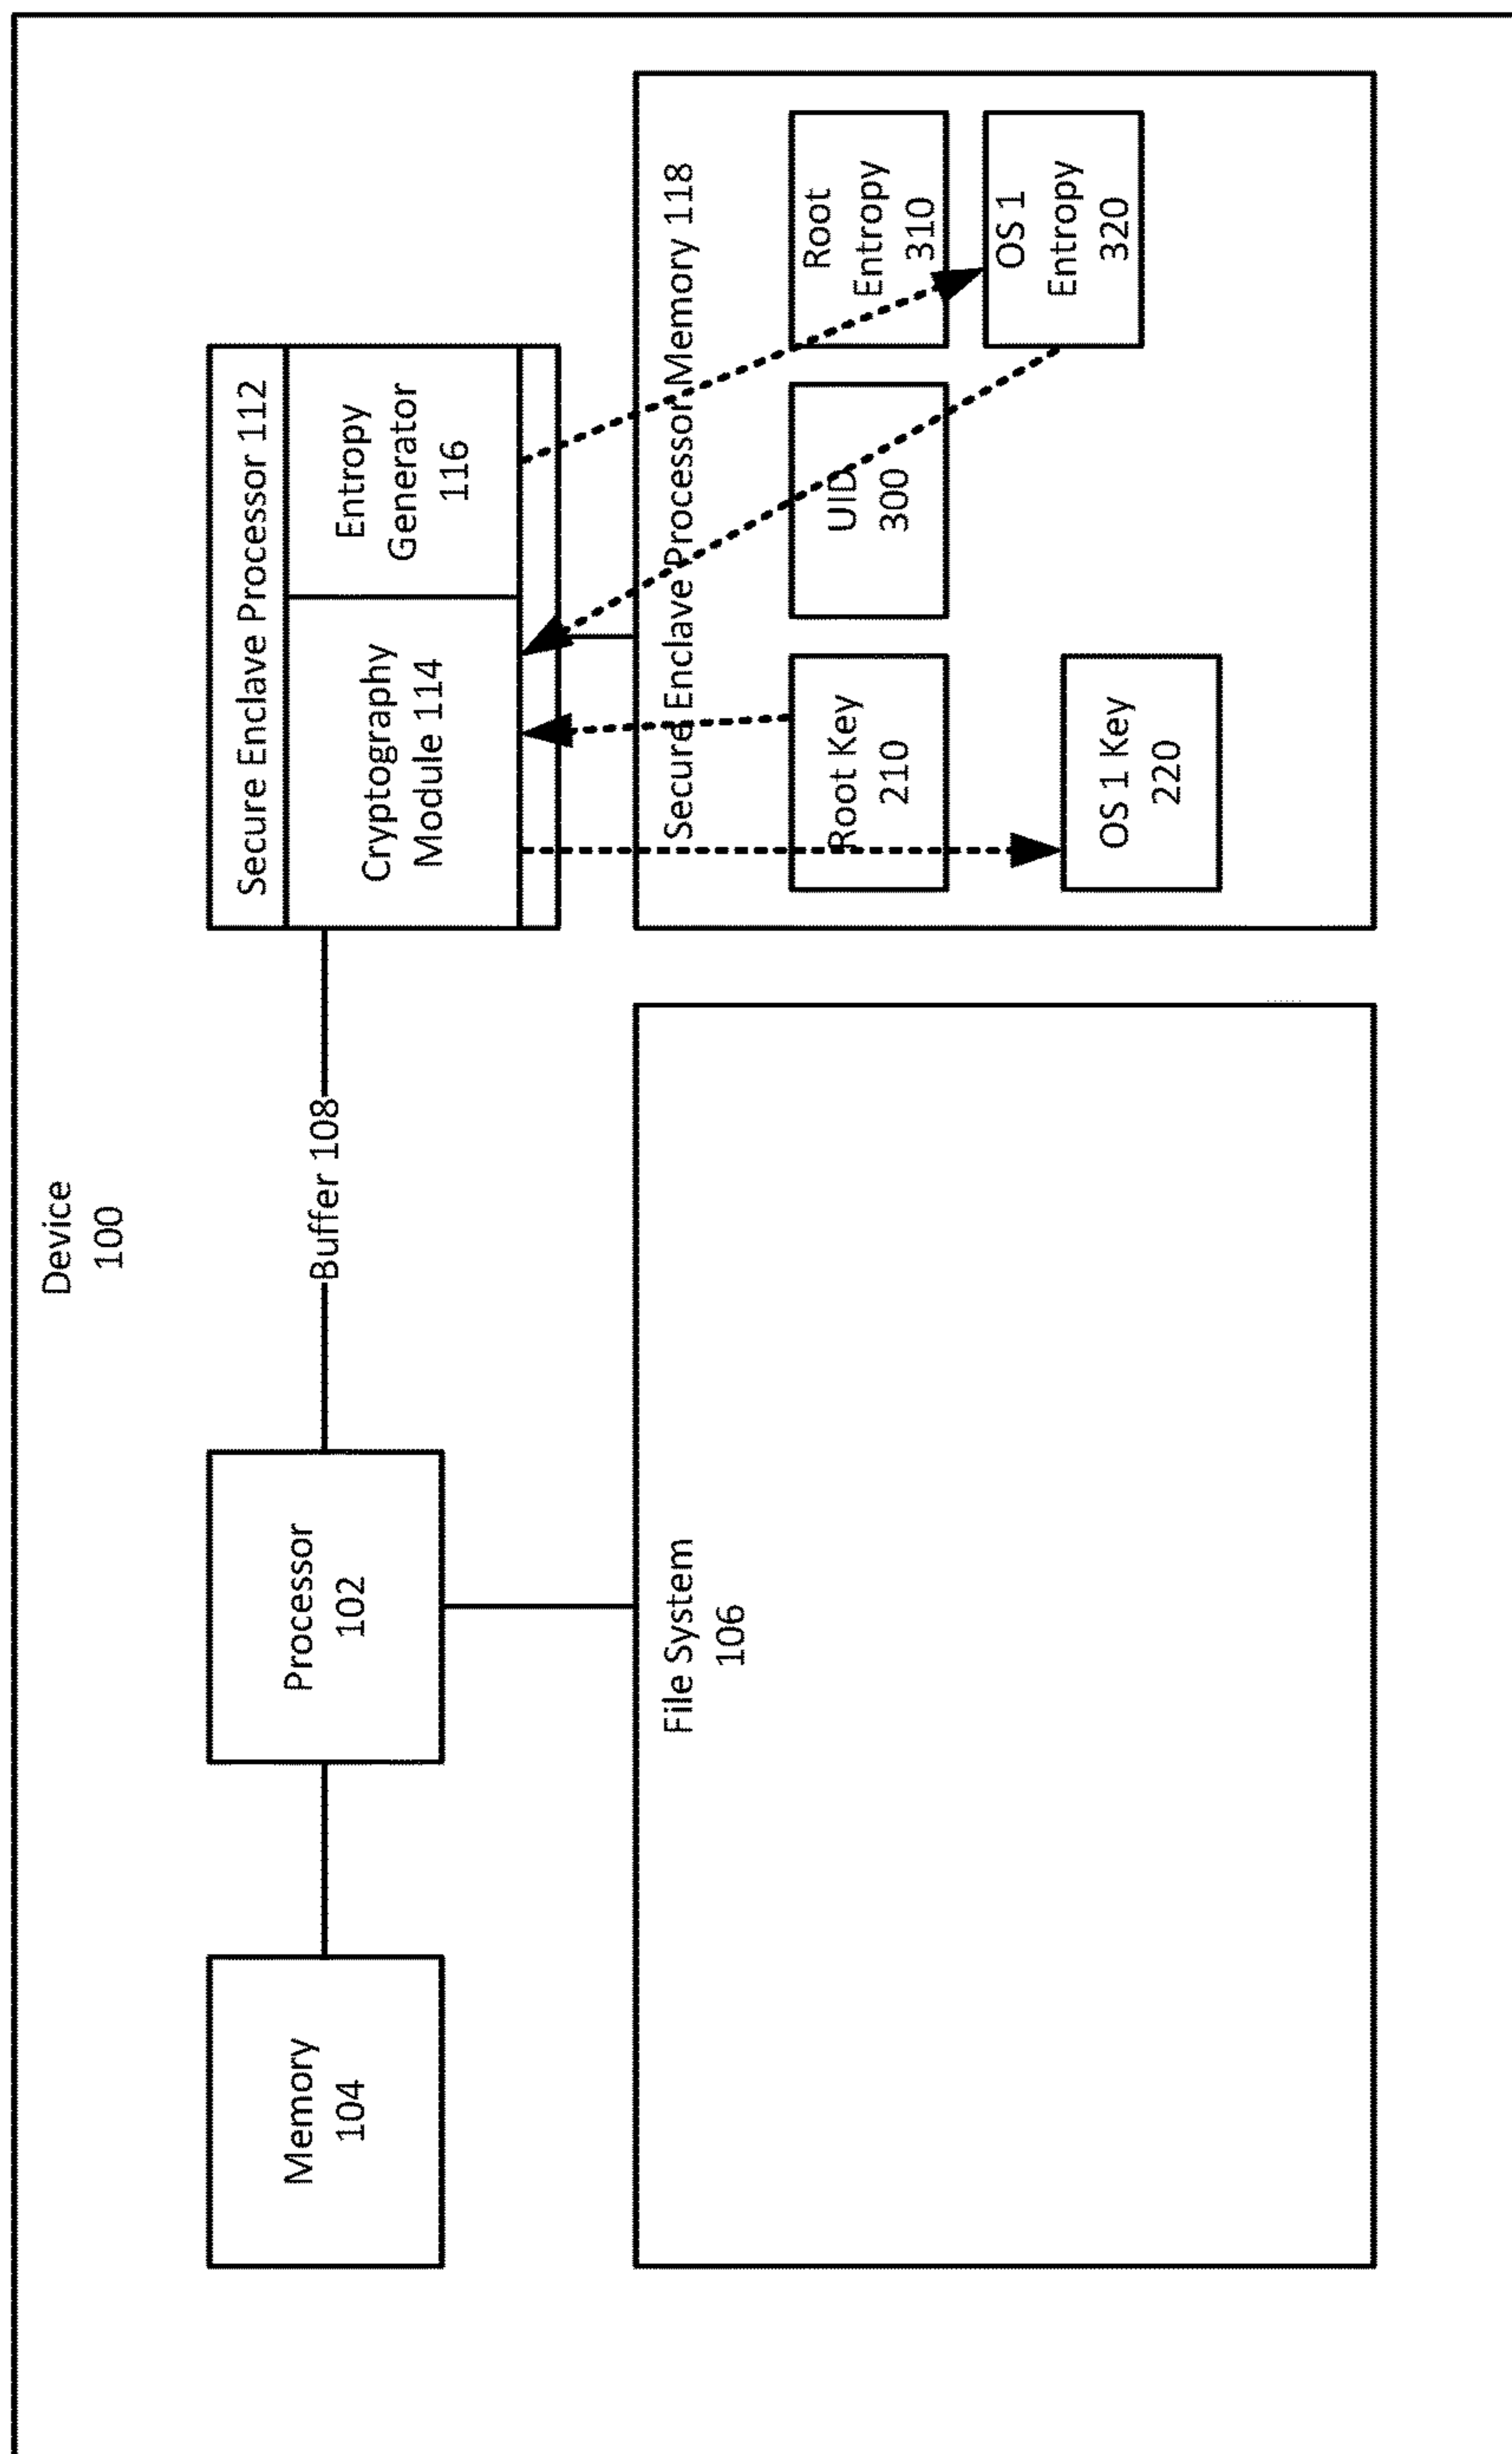 Device
100
Memory
104
Processor
102
Buffer 108
Secure Enclave Processor 112
Cryptography
Module 114
Entropy
Generator
116
File System
106
Secure Enclave Processor Memory 118
Root Key
210
UID
300
Root
Entropy
310
OS 1
Entropy
320
OS 1 Key
220